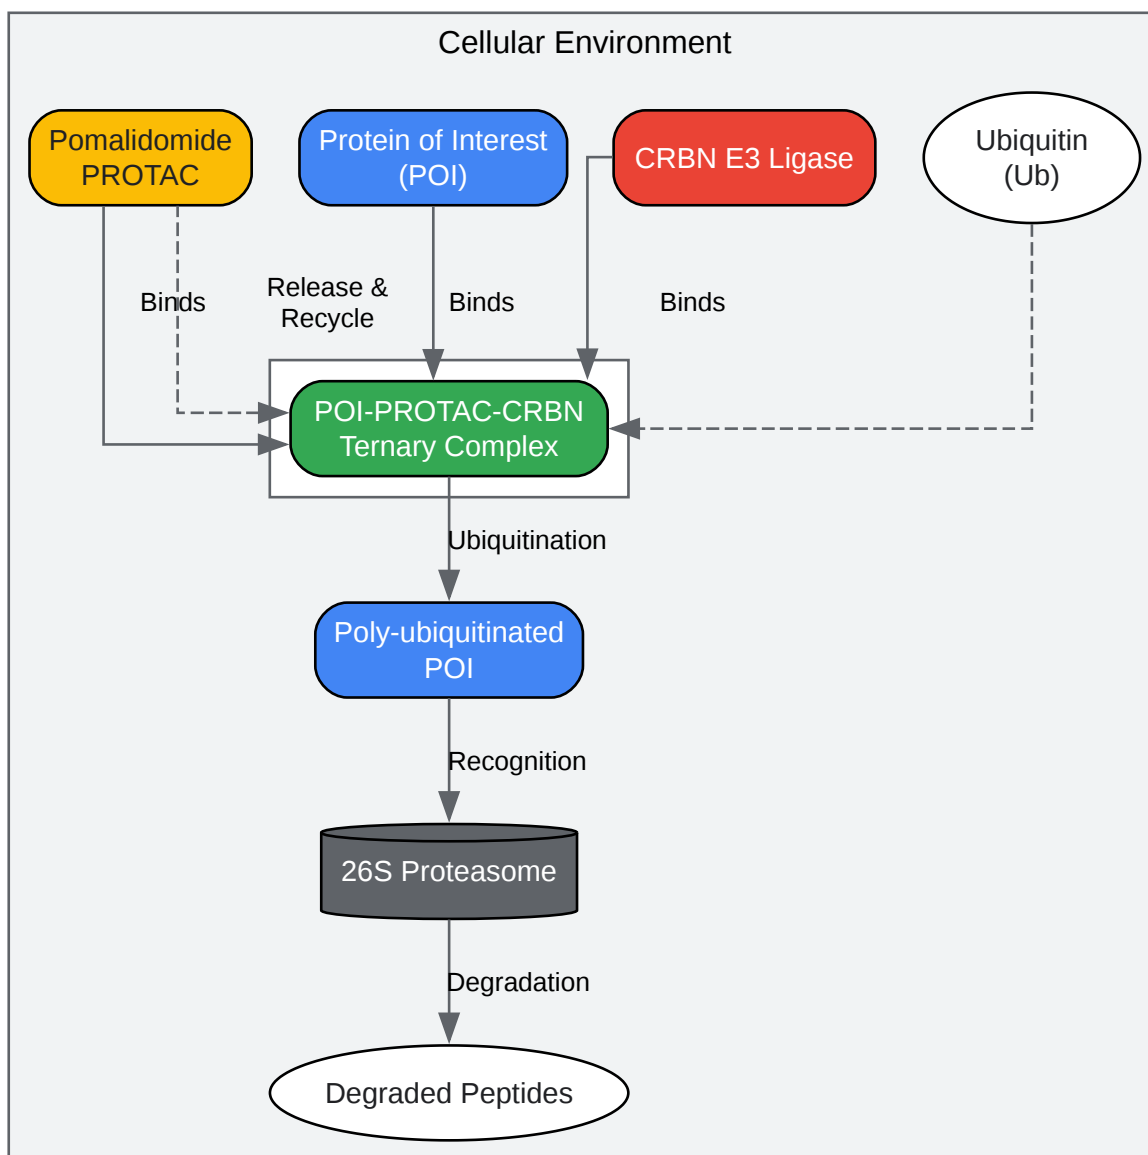 Cellular Environment
Pomalidomide
PROTAC
Protein of Interest
(POI)
CRBN E3 Ligase
Ubiquitin
(Ub)
Binds
Release &
Recycle
Binds
Binds
POI-PROTAC-CRBN
Ternary Complex
Ubiquitination
Poly-ubiquitinated
POI
Recognition
26S Proteasome
Degradation
Degraded Peptides